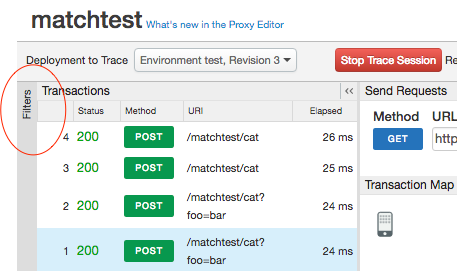 matchtest What's new in the Proxy Editor
Deployment to Trace Environment test, Revision 3 Stop Trace Session Re
Filters
Transactions << Send Requests
Status Method URI Elapsed
Method URL
4 200 POST /matchtest/cat 26 ms
GET http
3 200 POST /matchtest/cat 25 ms
Transaction Map
2 200 POST /matchtest/cat?
foo=bar 24 ms
1 200 POST /matchtest/cat?
foo=bar 24 ms